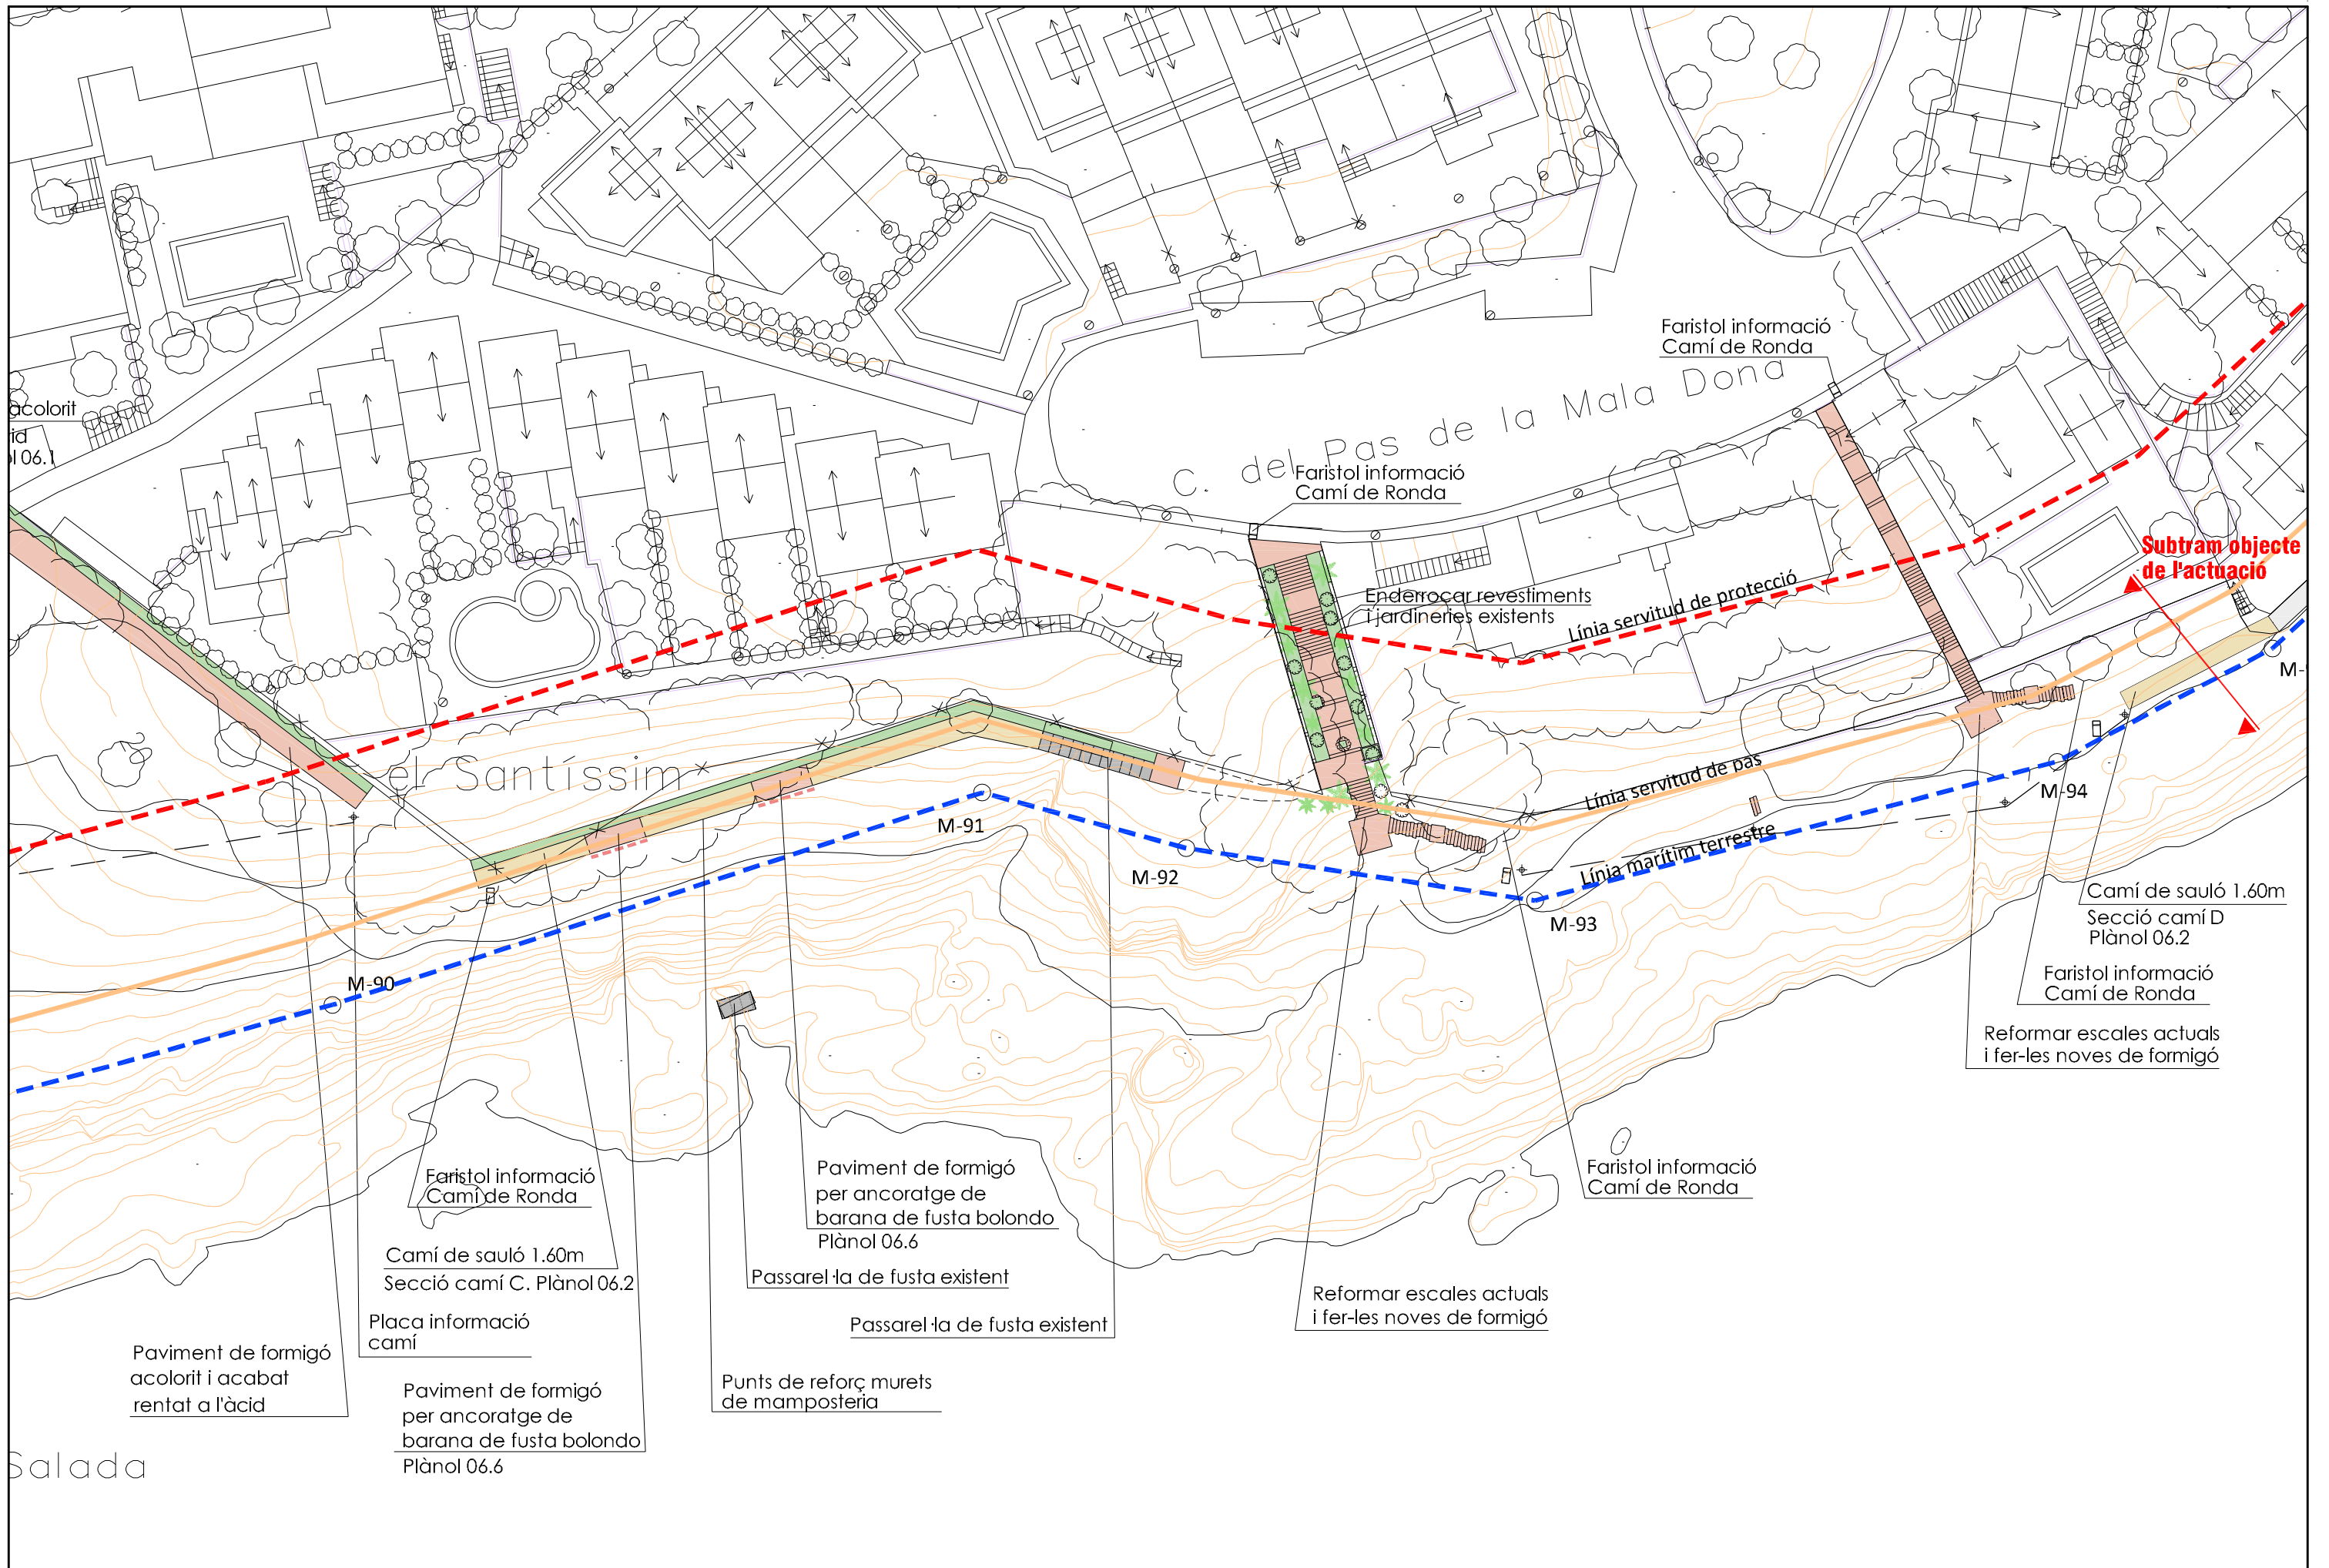 Faristol informació
Camí de Ronda
C. del Pas de la Mala Dona
acolorit
06.1
Faristol informació
Camí de Ronda
Subtram objecte
de l'actuació
Enderrocar revestiments
i jardineries existents
Línia servitud de protecció
M-
el Santíssim
Línia servitud de pas
M-94
M-91
Línia marítim terrestre
M-92
Camí de sauló 1.60m
Secció camí D
Plànol 06.2
M-93
M-90
Faristol informació
Camí de Ronda
Reformar escales actuals
i fer-les noves de formigó
Faristol informació
Camí de Ronda
Paviment de formigó
per ancoratge de
barana de fusta bolondo
Plànol 06.6
Faristol informació
Camí de Ronda
Camí de sauló 1.60m
Secció camí C. Plànol 06.2
Passarel·la de fusta existent
Placa informació
camí
Passarel·la de fusta existent
Reformar escales actuals
i fer-les noves de formigó
Paviment de formigó
acolorit i acabat
rentat a l'àcid
Paviment de formigó
per ancoratge de
barana de fusta bolondo
Plànol 06.6
Punts de reforç murets
de mamposteria
Salada